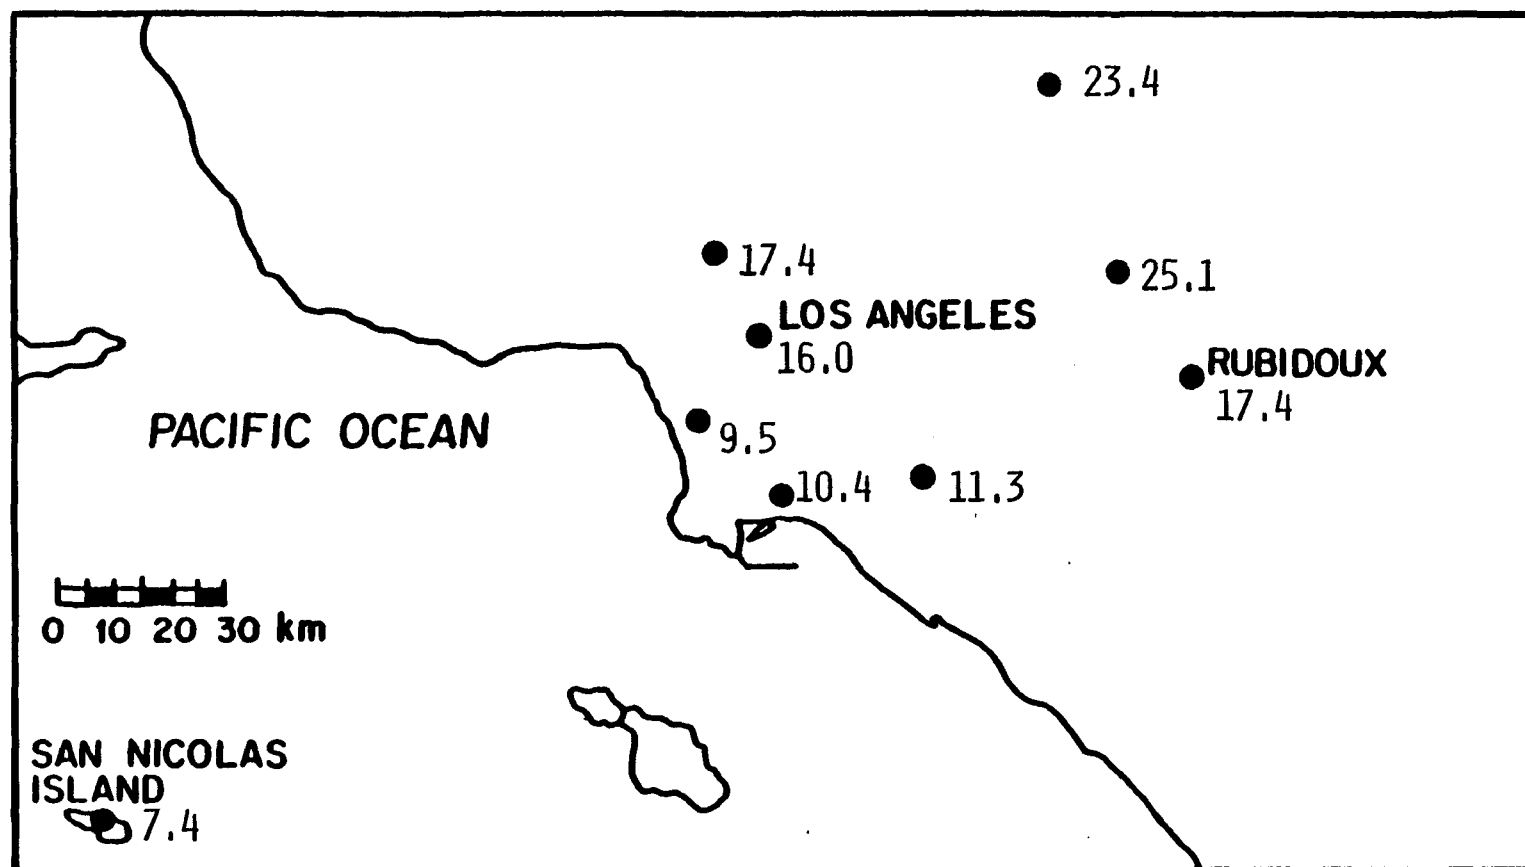 23.4
17.4
25.1
LOS ANGELES
16.0
RUBIDOUX
17.4
PACIFIC OCEAN
9.5
10.4
11.3
0 10 20 30 km
SAN NICOLAS
ISLAND
7.4